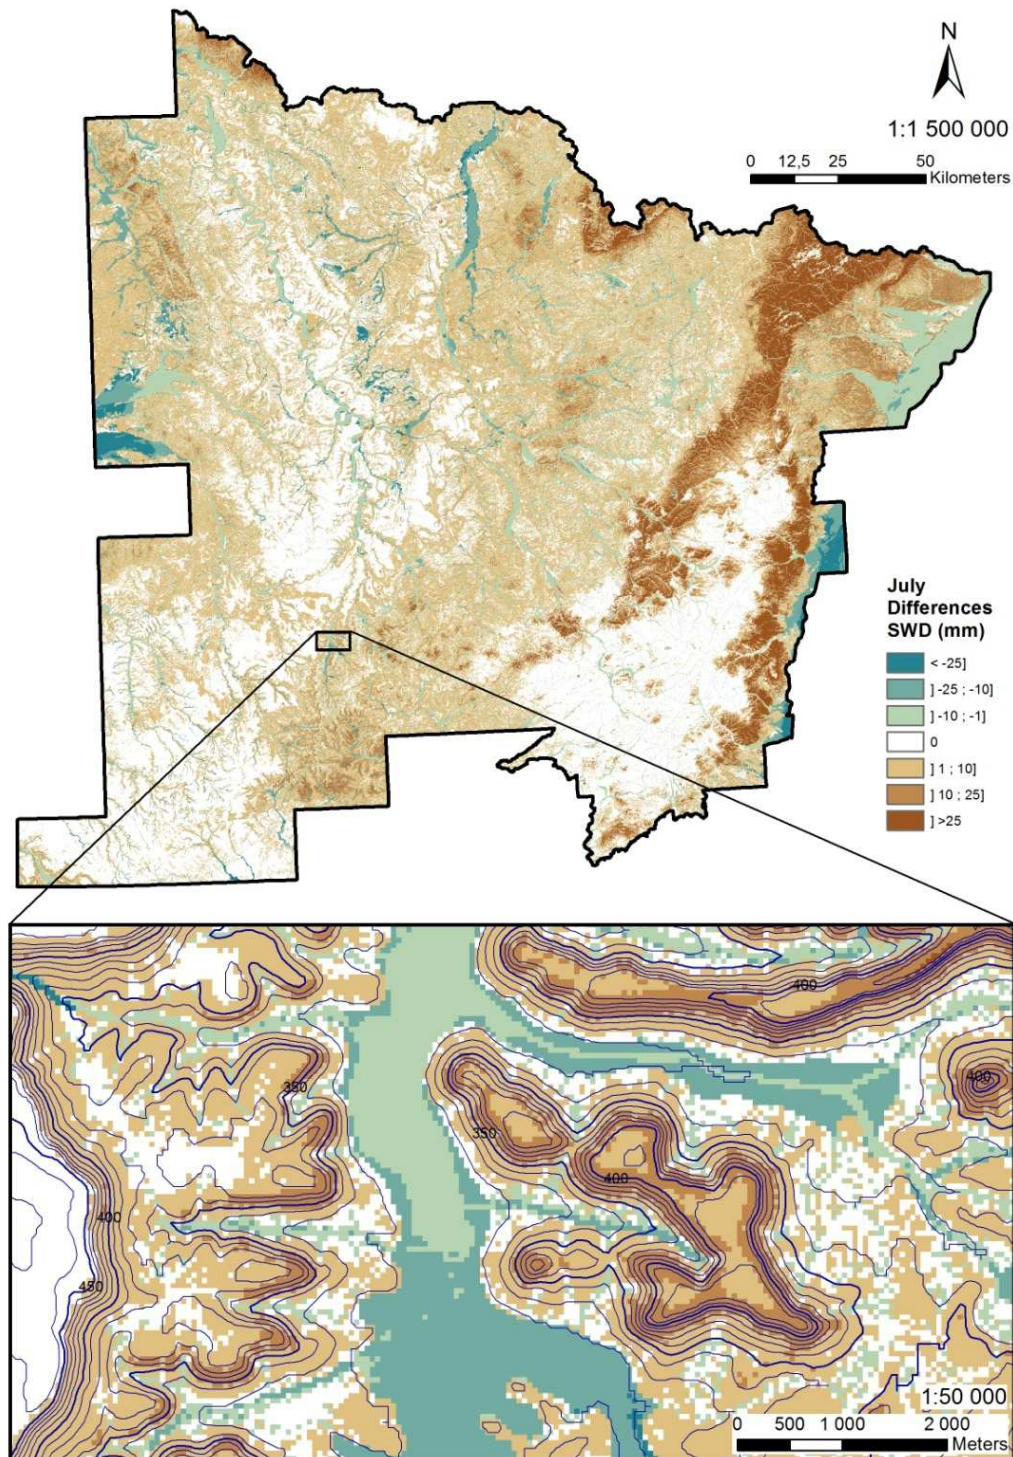 N
1:1 500 000
0 12,5 25 50
Kilometers
July
Differences
SWD (mm)
< -25]
] -25 ; -10]
] -10 ; -1]
0
] 1 ; 10]
] 10 ; 25]
] >25
400
350
400
350
400
400
450
1:50 000
0 500 1 000 2 000
Meters